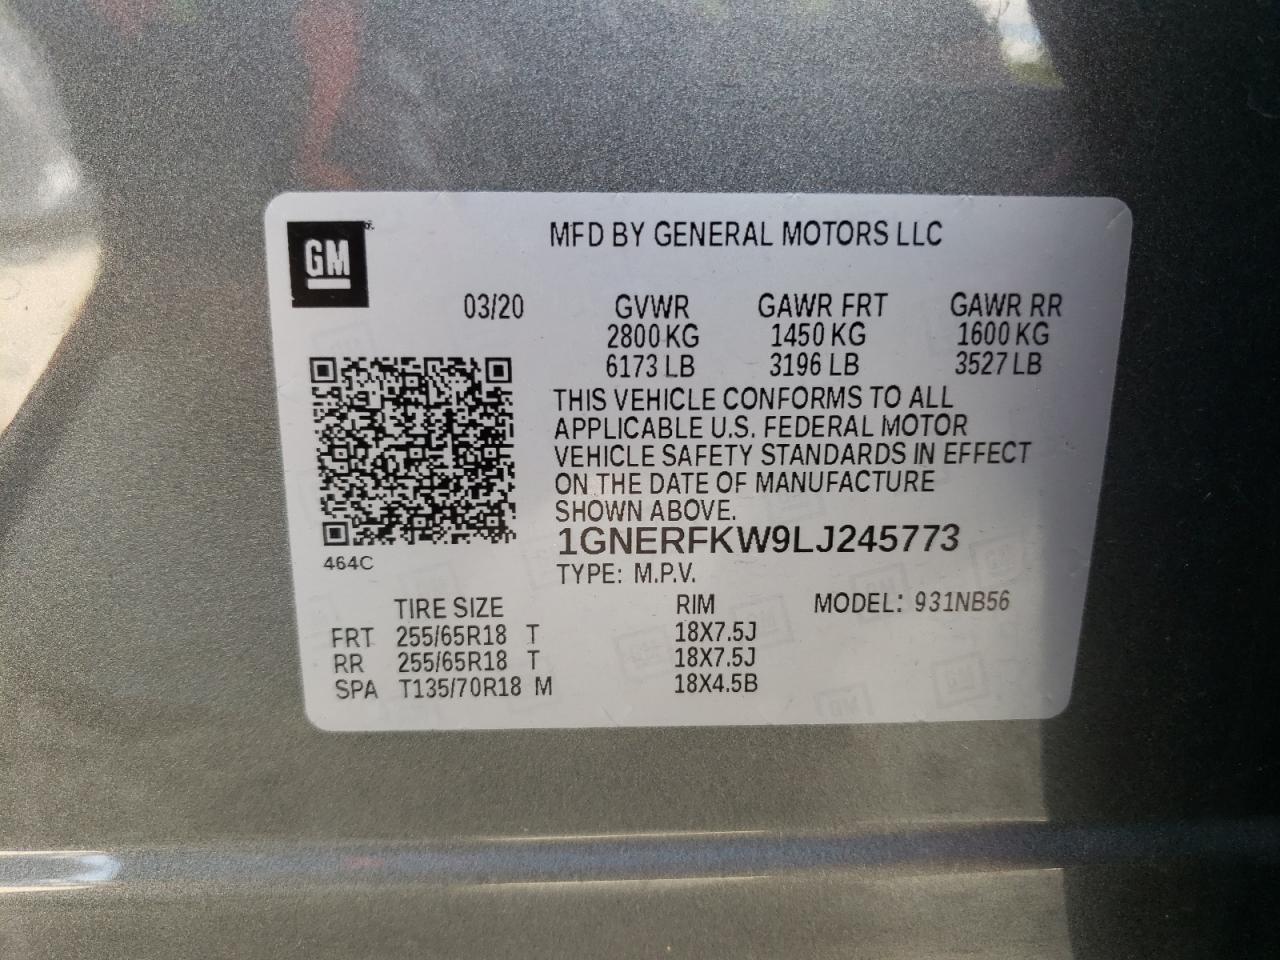 GM
MFD BY GENERAL MOTORS LLC
03/20 GVWR GAWR FRT GAWR RR
2800 KG 1450 KG 1600 KG
6173 LB 3196 LB 3527 LB
THIS VEHICLE CONFORMS TO ALL
APPLICABLE U.S. FEDERAL MOTOR
VEHICLE SAFETY STANDARDS IN EFFECT
ON THE DATE OF MANUFACTURE
SHOWN ABOVE.
1GNERFKW9LJ245773
464C
TYPE: M.P.V.
TIRE SIZE RIM MODEL: 931NB56
FRT 255/65R18 T 18X7.5J
RR 255/65R18 T 18X7.5J
SPA T135/70R18 M 18X4.5B